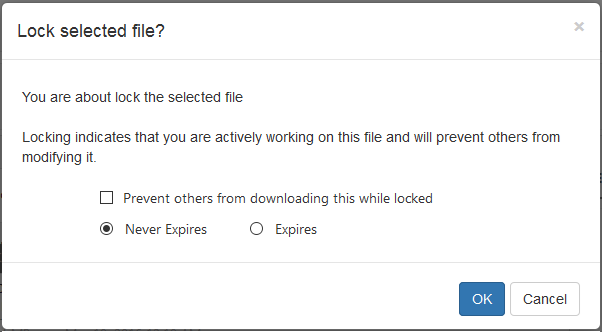 Lock selected file?
×
You are about lock the selected file
Locking indicates that you are actively working on this file and will prevent others from
modifying it.
Prevent others from downloading this while locked
Never Expires Expires
OK Cancel